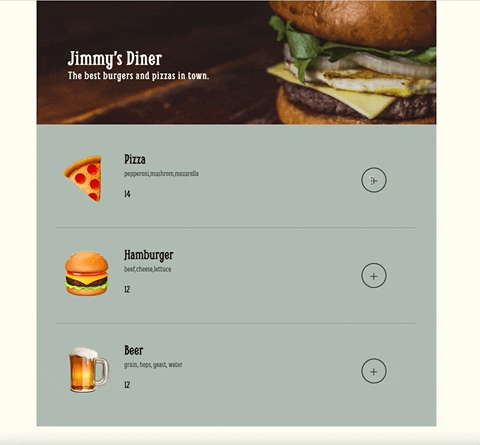 Jimmy's Diner
The best burgers and pizzas in town.
Pizza
pepperoni,mushrom,mozarella
14
+
Hamburger
beef,cheese,lettuce
12
+
Beer
grain, hops, yeast, water
12
+